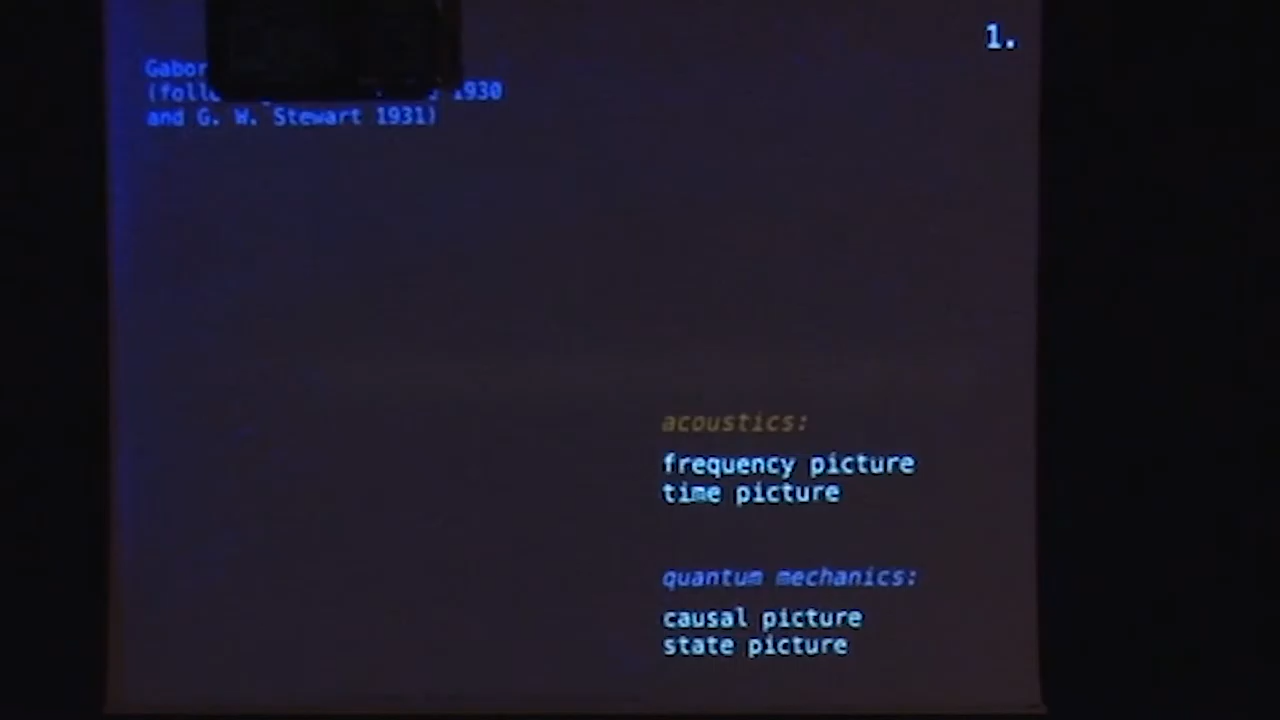 1.
Gabor
1930
and G. W. Stewart 1931)
acoustics:
frequency picture
time picture
quantum mechanics:
causal picture
state picture